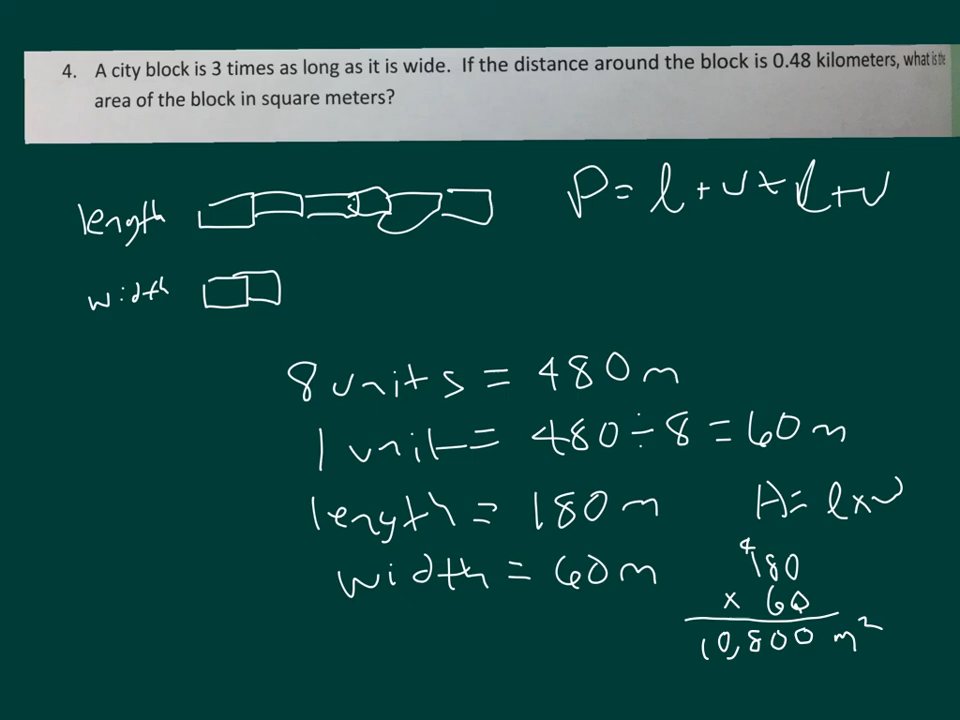 4. A city block is 3 times as long as it is wide. If the distance around the block is 0.48 kilometers, what is the
area of the block in square meters?
P = l + w + l + w
length
width
8 units = 480 m
1 unit = 480 ÷ 8 = 60 m
length = 180 m
A = l x w
width = 60 m
4
180
x 60
10,800 m²